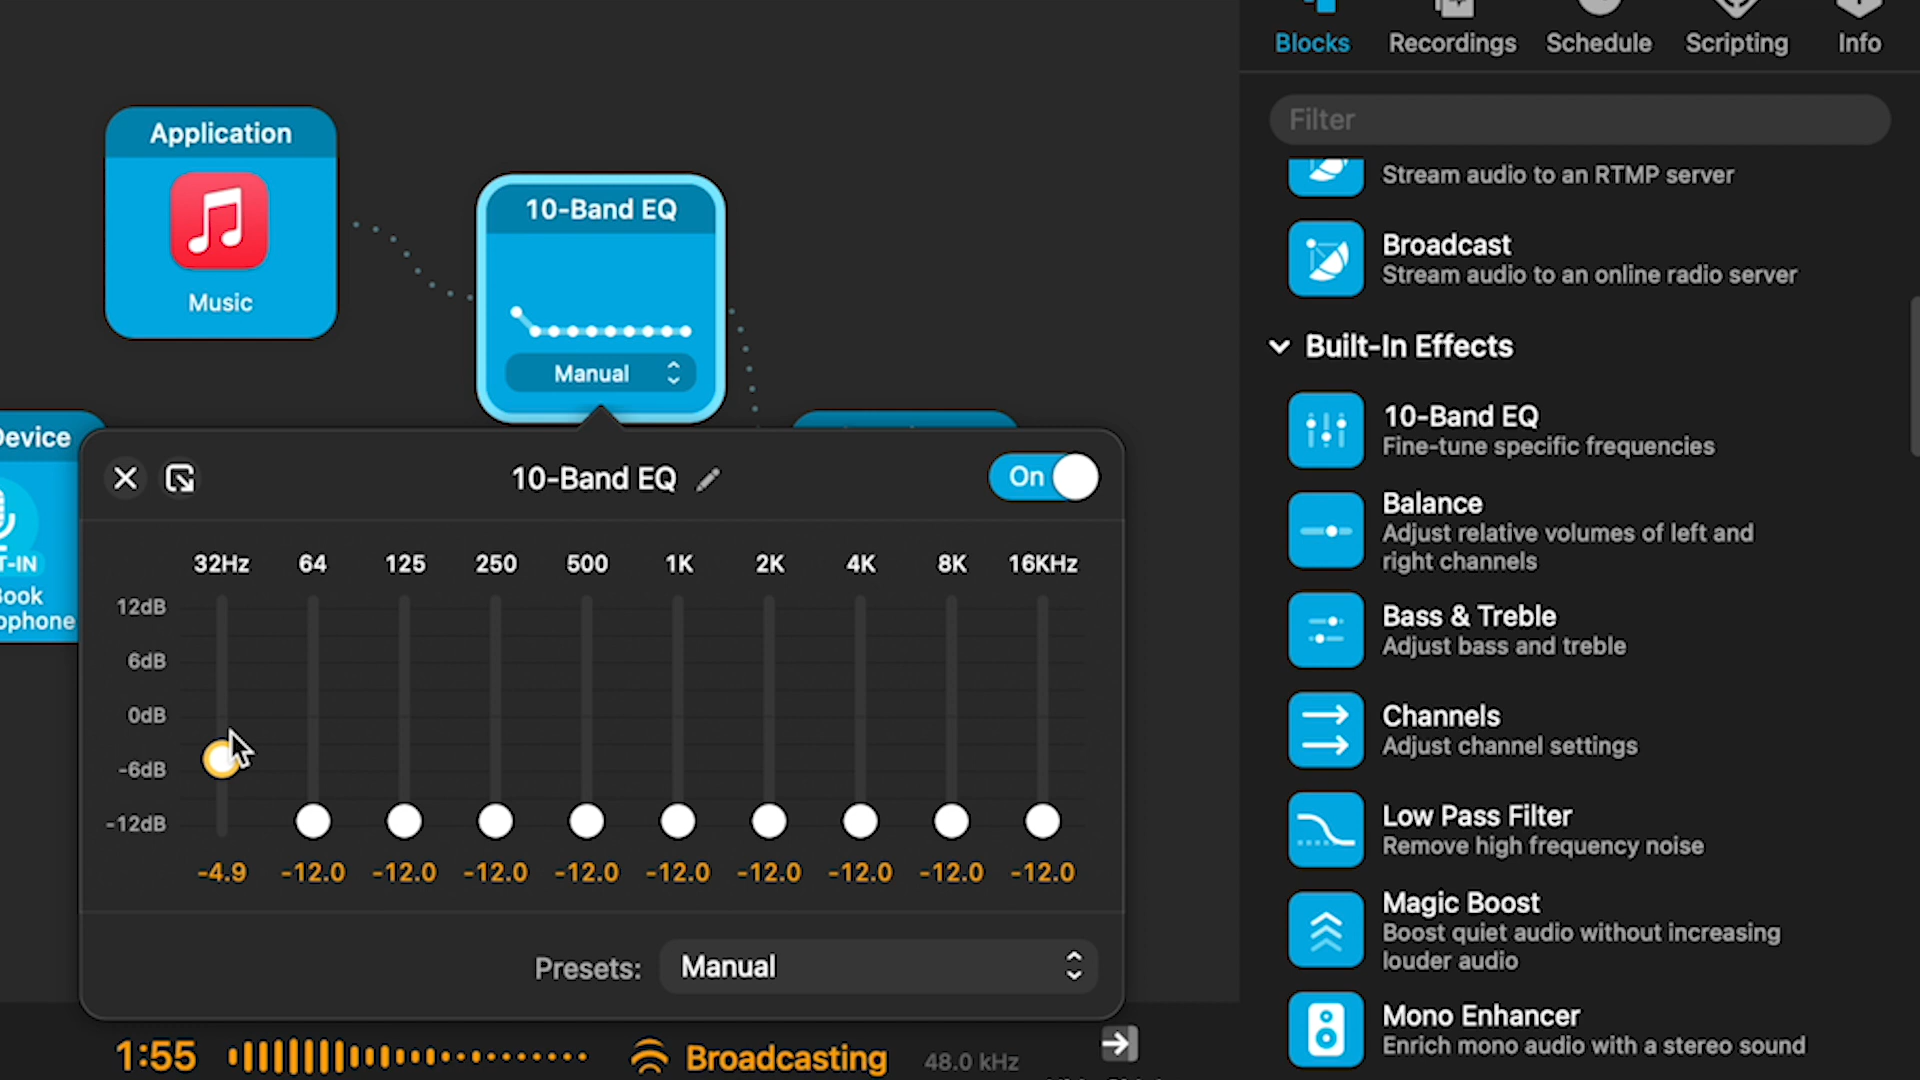 Blocks Recordings Schedule Scripting Info
Filter
Application
Music
10-Band EQ
Manual
Stream audio to an RTMP server
Broadcast
Stream audio to an online radio server
Built-In Effects
10-Band EQ
Fine-tune specific frequencies
Balance
Adjust relative volumes of left and
right channels
Bass & Treble
Adjust bass and treble
Channels
Adjust channel settings
Low Pass Filter
Remove high frequency noise
Magic Boost
Boost quiet audio without increasing
louder audio
Mono Enhancer
Enrich mono audio with a stereo sound
Device
T-IN
Book
ophone
10-Band EQ
On
32Hz 64 125 250 500 1K 2K 4K 8K 16KHz
12dB
6dB
0dB
-6dB
-12dB
-4.9 -12.0 -12.0 -12.0 -12.0 -12.0 -12.0 -12.0 -12.0 -12.0
Presets: Manual
1:55 Broadcasting 48.0 kHz